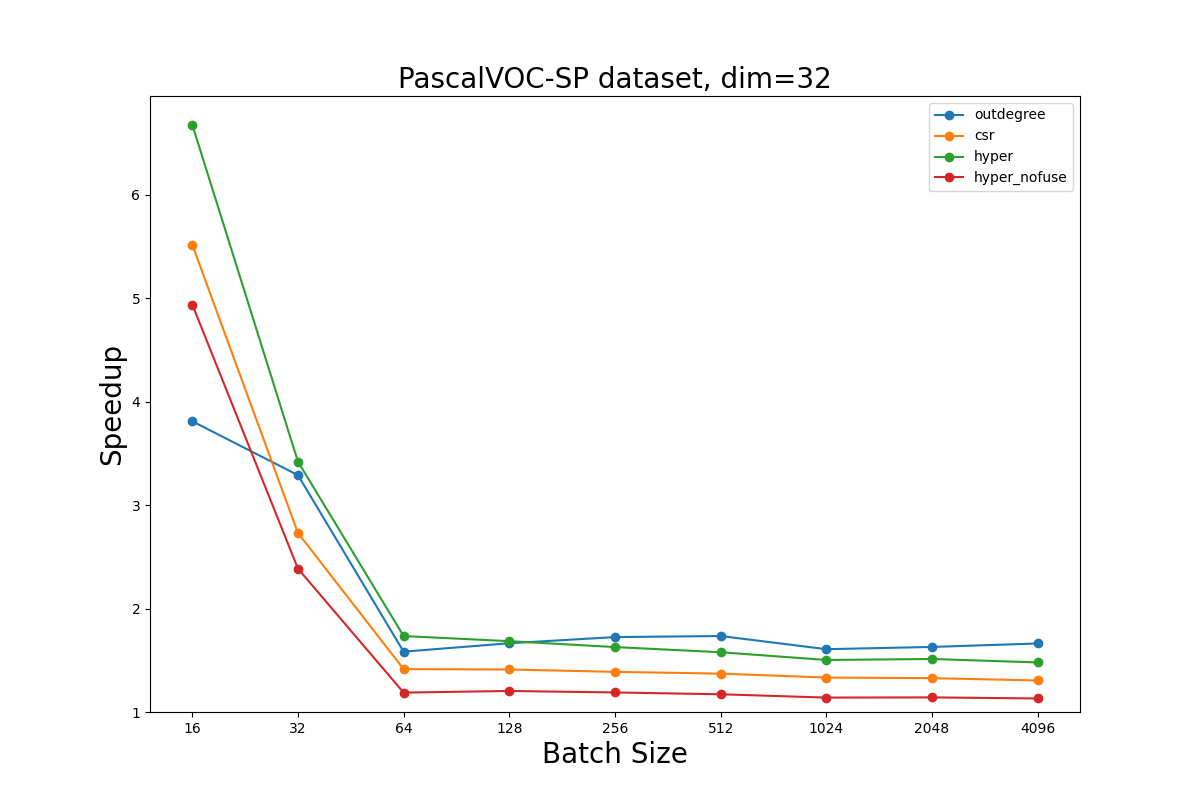 PascalVOC-SP dataset, dim=32
outdegree
csr
hyper
hyper_nofuse
Speedup
6
5
4
3
2
1
16 32 64 128 256 512 1024 2048 4096
Batch Size